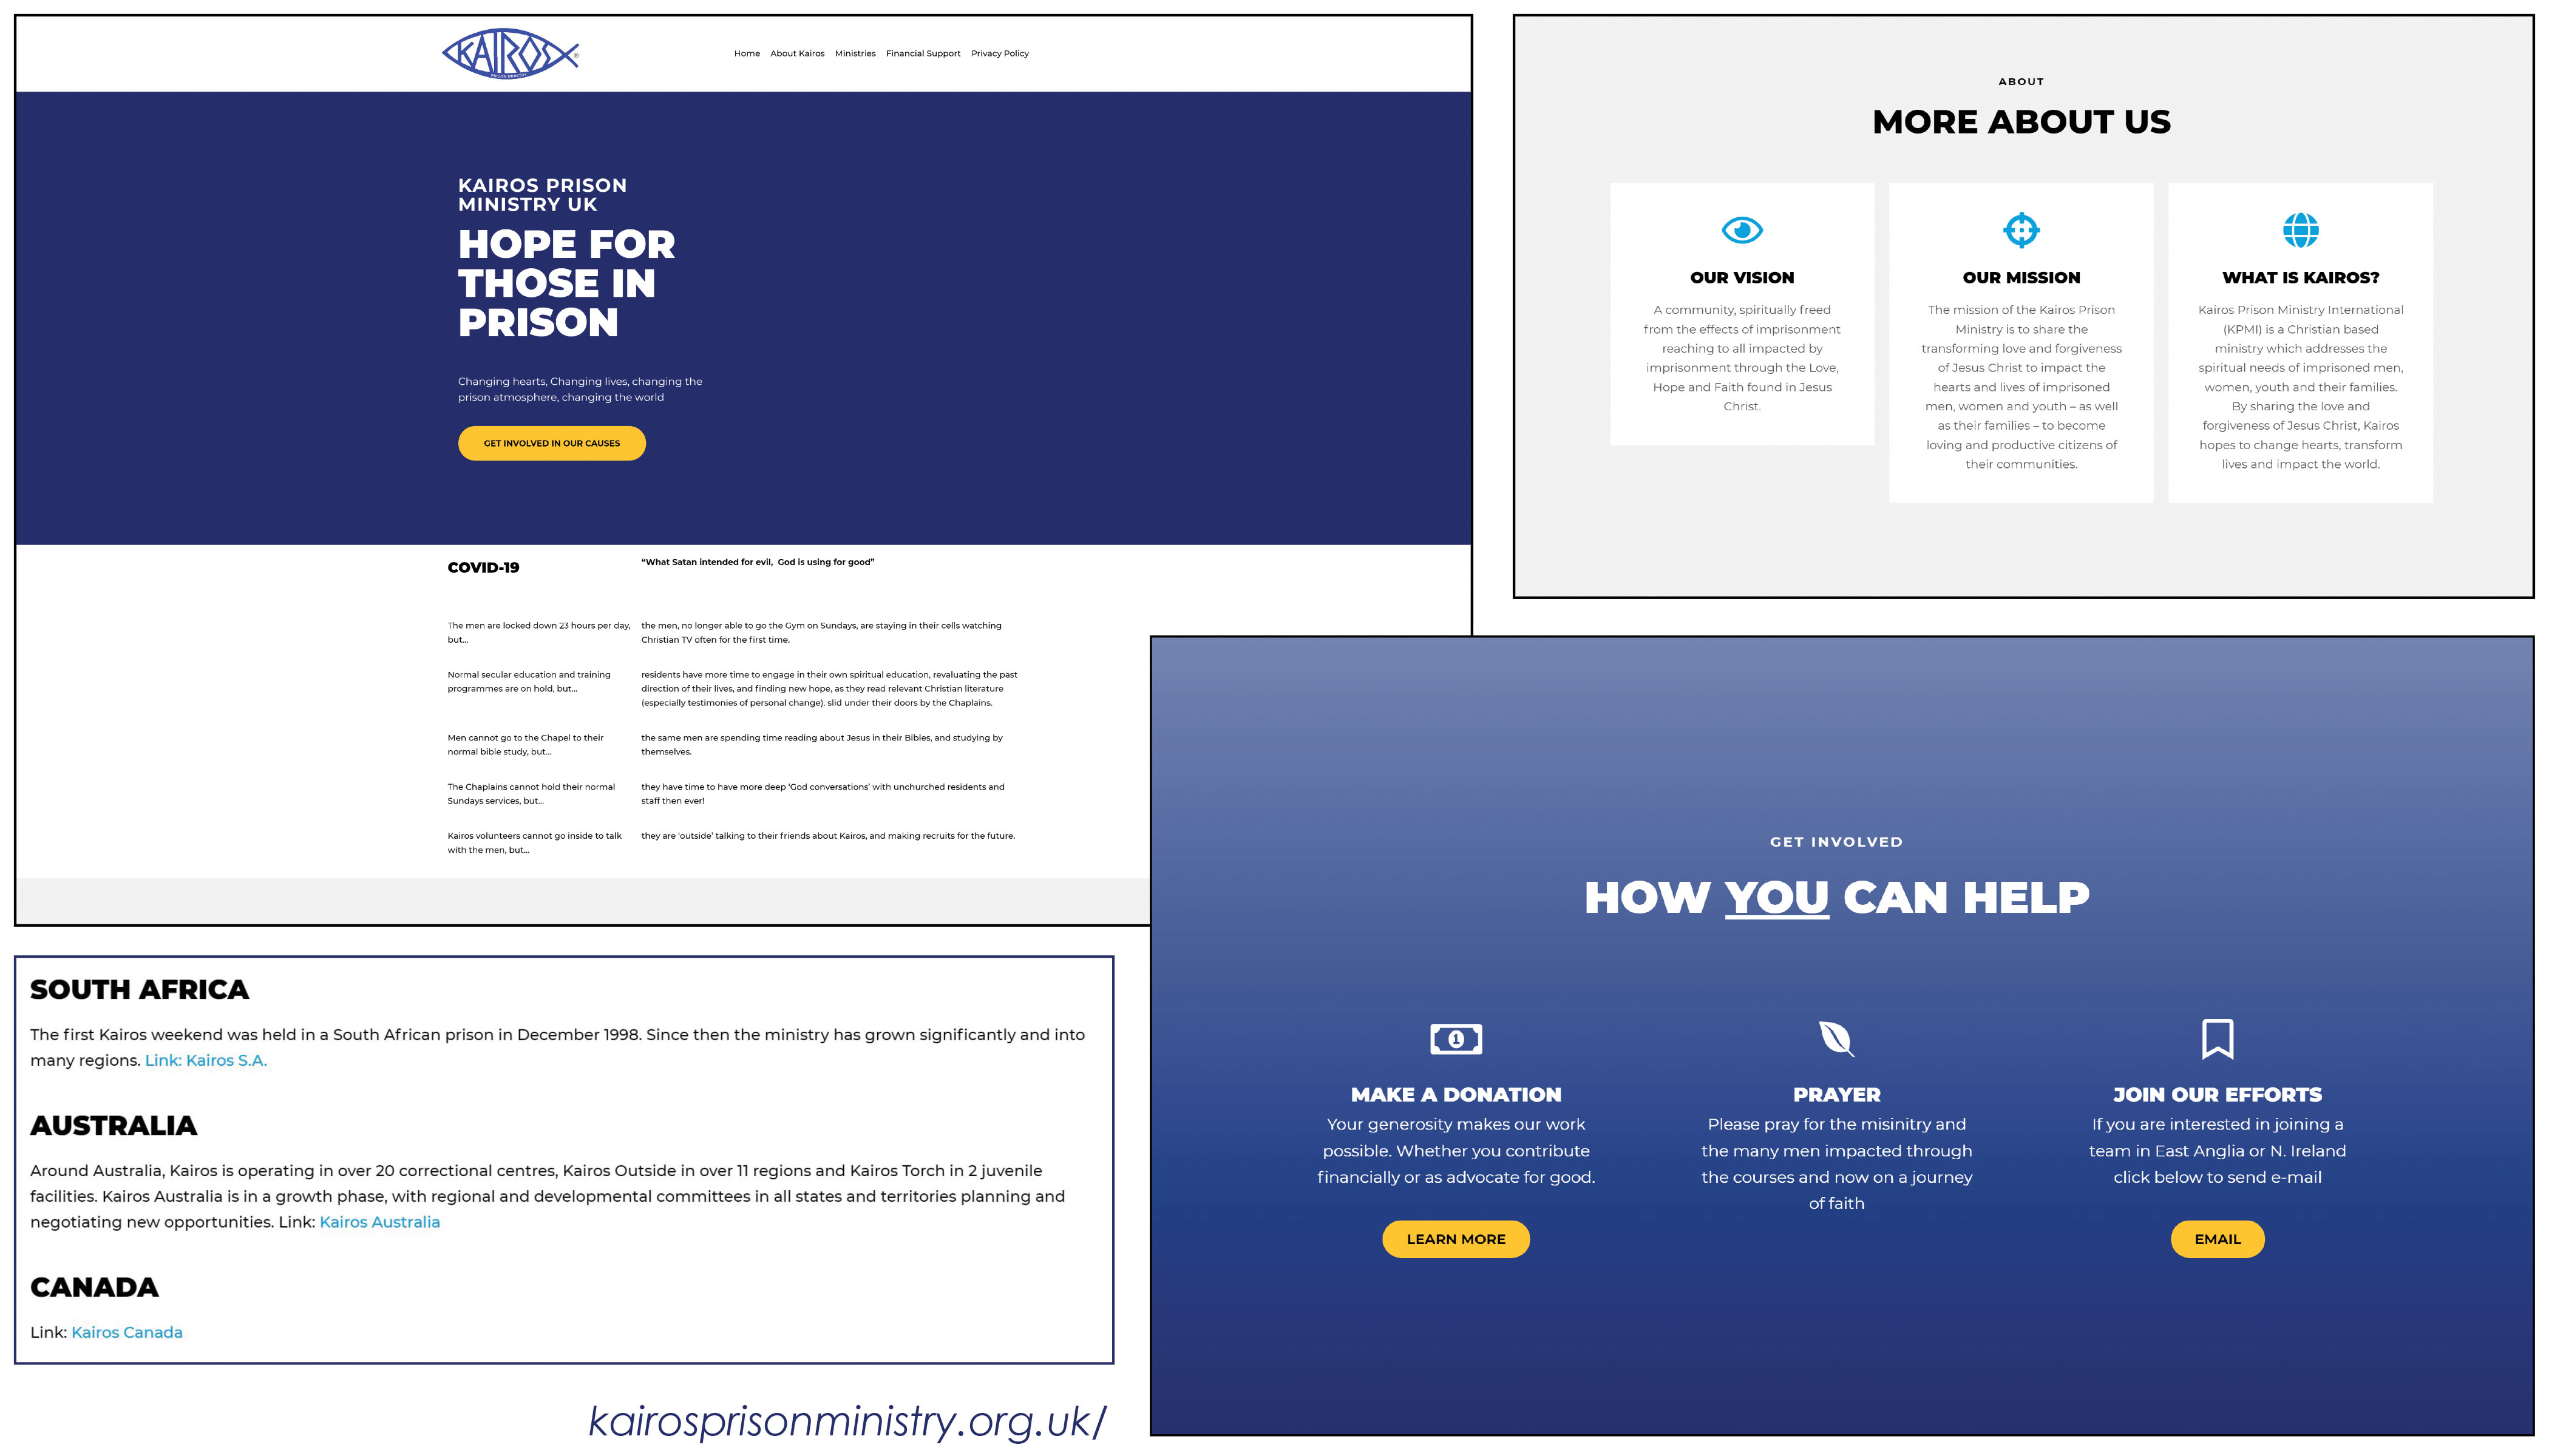 KAIROS®
PRISON MINISTRY
Home About Kairos Ministries Financial Support Privacy Policy
KAIROS PRISON
MINISTRY UK
HOPE FOR
THOSE IN
PRISON
Changing hearts, Changing lives, changing the
prison atmosphere, changing the world
GET INVOLVED IN OUR CAUSES
COVID-19
“What Satan intended for evil, God is using for good”
The men are locked down 23 hours per day,
but...
the men, no longer able to go the Gym on Sundays, are staying in their cells watching
Christian TV often for the first time.
Normal secular education and training
programmes are on hold, but...
residents have more time to engage in their own spiritual education, revaluating the past
direction of their lives, and finding new hope, as they read relevant Christian literature
(especially testimonies of personal change). slid under their doors by the Chaplains.
Men cannot go to the Chapel to their
normal bible study, but...
the same men are spending time reading about Jesus in their Bibles, and studying by
themselves.
The Chaplains cannot hold their normal
Sundays services, but...
they have time to have more deep ‘God conversations’ with unchurched residents and
staff then ever!
Kairos volunteers cannot go inside to talk
with the men, but...
they are ‘outside’ talking to their friends about Kairos, and making recruits for the future.
ABOUT
MORE ABOUT US
OUR VISION
A community, spiritually freed
from the effects of imprisonment
reaching to all impacted by
imprisonment through the Love,
Hope and Faith found in Jesus
Christ.
OUR MISSION
The mission of the Kairos Prison
Ministry is to share the
transforming love and forgiveness
of Jesus Christ to impact the
hearts and lives of imprisoned
men, women and youth – as well
as their families – to become
loving and productive citizens of
their communities.
WHAT IS KAIROS?
Kairos Prison Ministry International
(KPMI) is a Christian based
ministry which addresses the
spiritual needs of imprisoned men,
women, youth and their families.
By sharing the love and
forgiveness of Jesus Christ, Kairos
hopes to change hearts, transform
lives and impact the world.
GET INVOLVED
HOW YOU CAN HELP
1
MAKE A DONATION
Your generosity makes our work
possible. Whether you contribute
financially or as advocate for good.
LEARN MORE
PRAYER
Please pray for the misinitry and
the many men impacted through
the courses and now on a journey
of faith
JOIN OUR EFFORTS
If you are interested in joining a
team in East Anglia or N. Ireland
click below to send e-mail
EMAIL
SOUTH AFRICA
The first Kairos weekend was held in a South African prison in December 1998. Since then the ministry has grown significantly and into
many regions. Link: Kairos S.A.
AUSTRALIA
Around Australia, Kairos is operating in over 20 correctional centres, Kairos Outside in over 11 regions and Kairos Torch in 2 juvenile
facilities. Kairos Australia is in a growth phase, with regional and developmental committees in all states and territories planning and
negotiating new opportunities. Link: Kairos Australia
CANADA
Link: Kairos Canada
kairosprisonministry.org.uk/